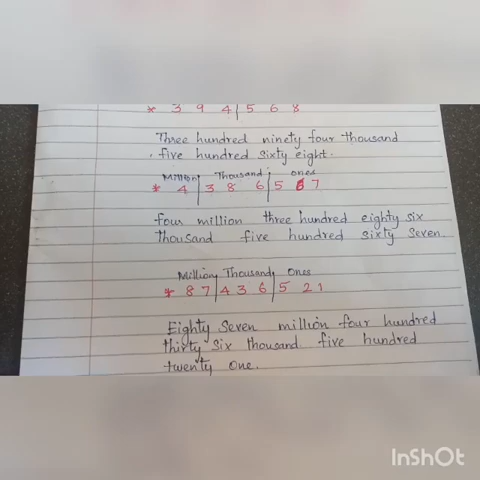 * 3 9 4|5 6 8
Three hundred ninety four thousand
five hundred sixty eight.
Million Thousand ones
* 4|3 8 6|5 6 7
four million three hundred eighty six
thousand five hundred sixty seven
Million Thousand Ones
* 8 7|4 3 6|5 2 1
Eighty Seven million four hundred
thirty six thousand. five hundred
twenty one.
InShOt